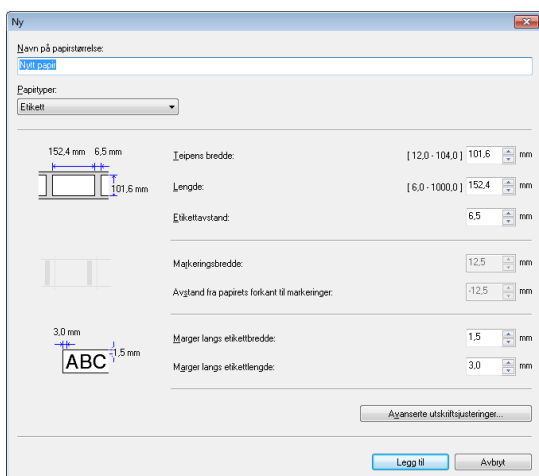 Ny
Navn på papirstørrelse:
Nytt papir
Papirtyper:
Etikett
152,4 mm 6,5 mm
101,6 mm
Teipens bredde: [ 12,0 - 104,0 ] 101,6 mm
Lengde: [ 6,0 - 1000,0 ] 152,4 mm
Etikettavstand: 6,5 mm
Markeringsbredde: 12,5 mm
Avstand fra papirets forkant til markeringer: -12,5 mm
3,0 mm
1,5 mm
ABC
Marger langs etikettbredde: 1,5 mm
Marger langs etikettlengde: 3,0 mm
Avanserte utskriftsjusteringer...
Legg til Avbryt